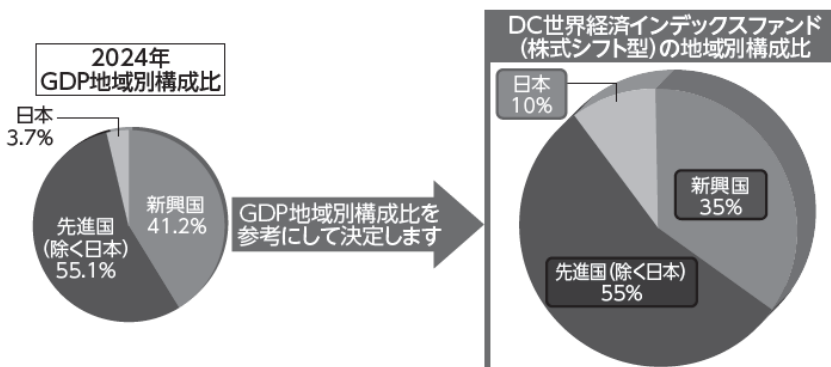 2024年
GDP地域別構成比
日本
3.7%
新興国
41.2%
先進国
(除く日本)
55.1%
GDP地域別構成比を
参考にして決定します
DC世界経済インデックスファンド
(株式シフト型)の地域別構成比
日本
10%
新興国
35%
先進国(除く日本)
55%